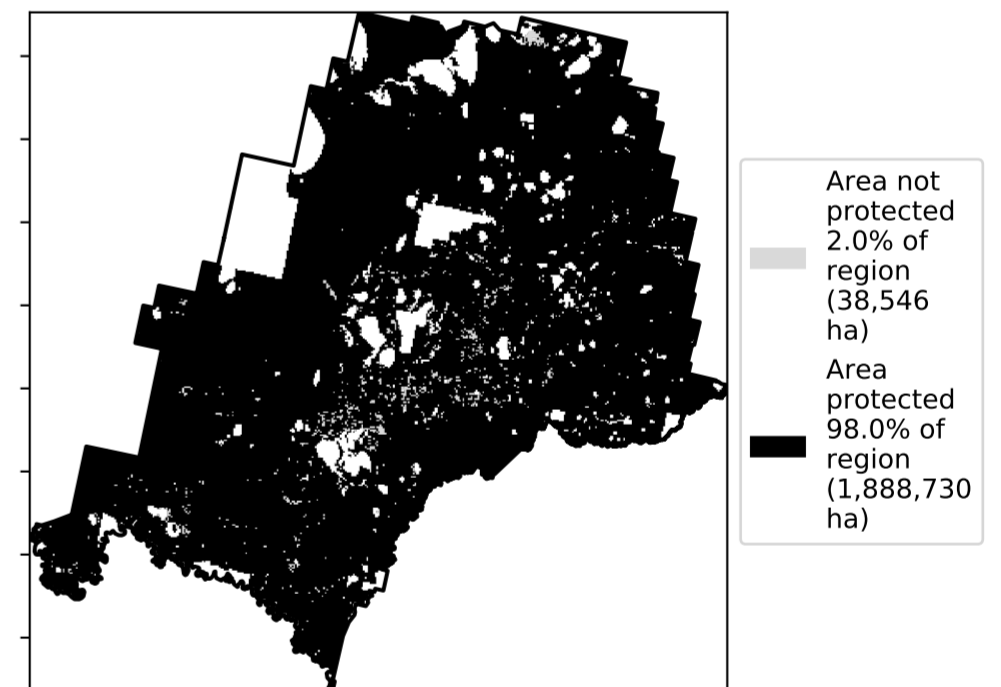 Area not
protected
2.0% of
region
(38,546
ha)
Area
protected
98.0% of
region
(1,888,730
ha)